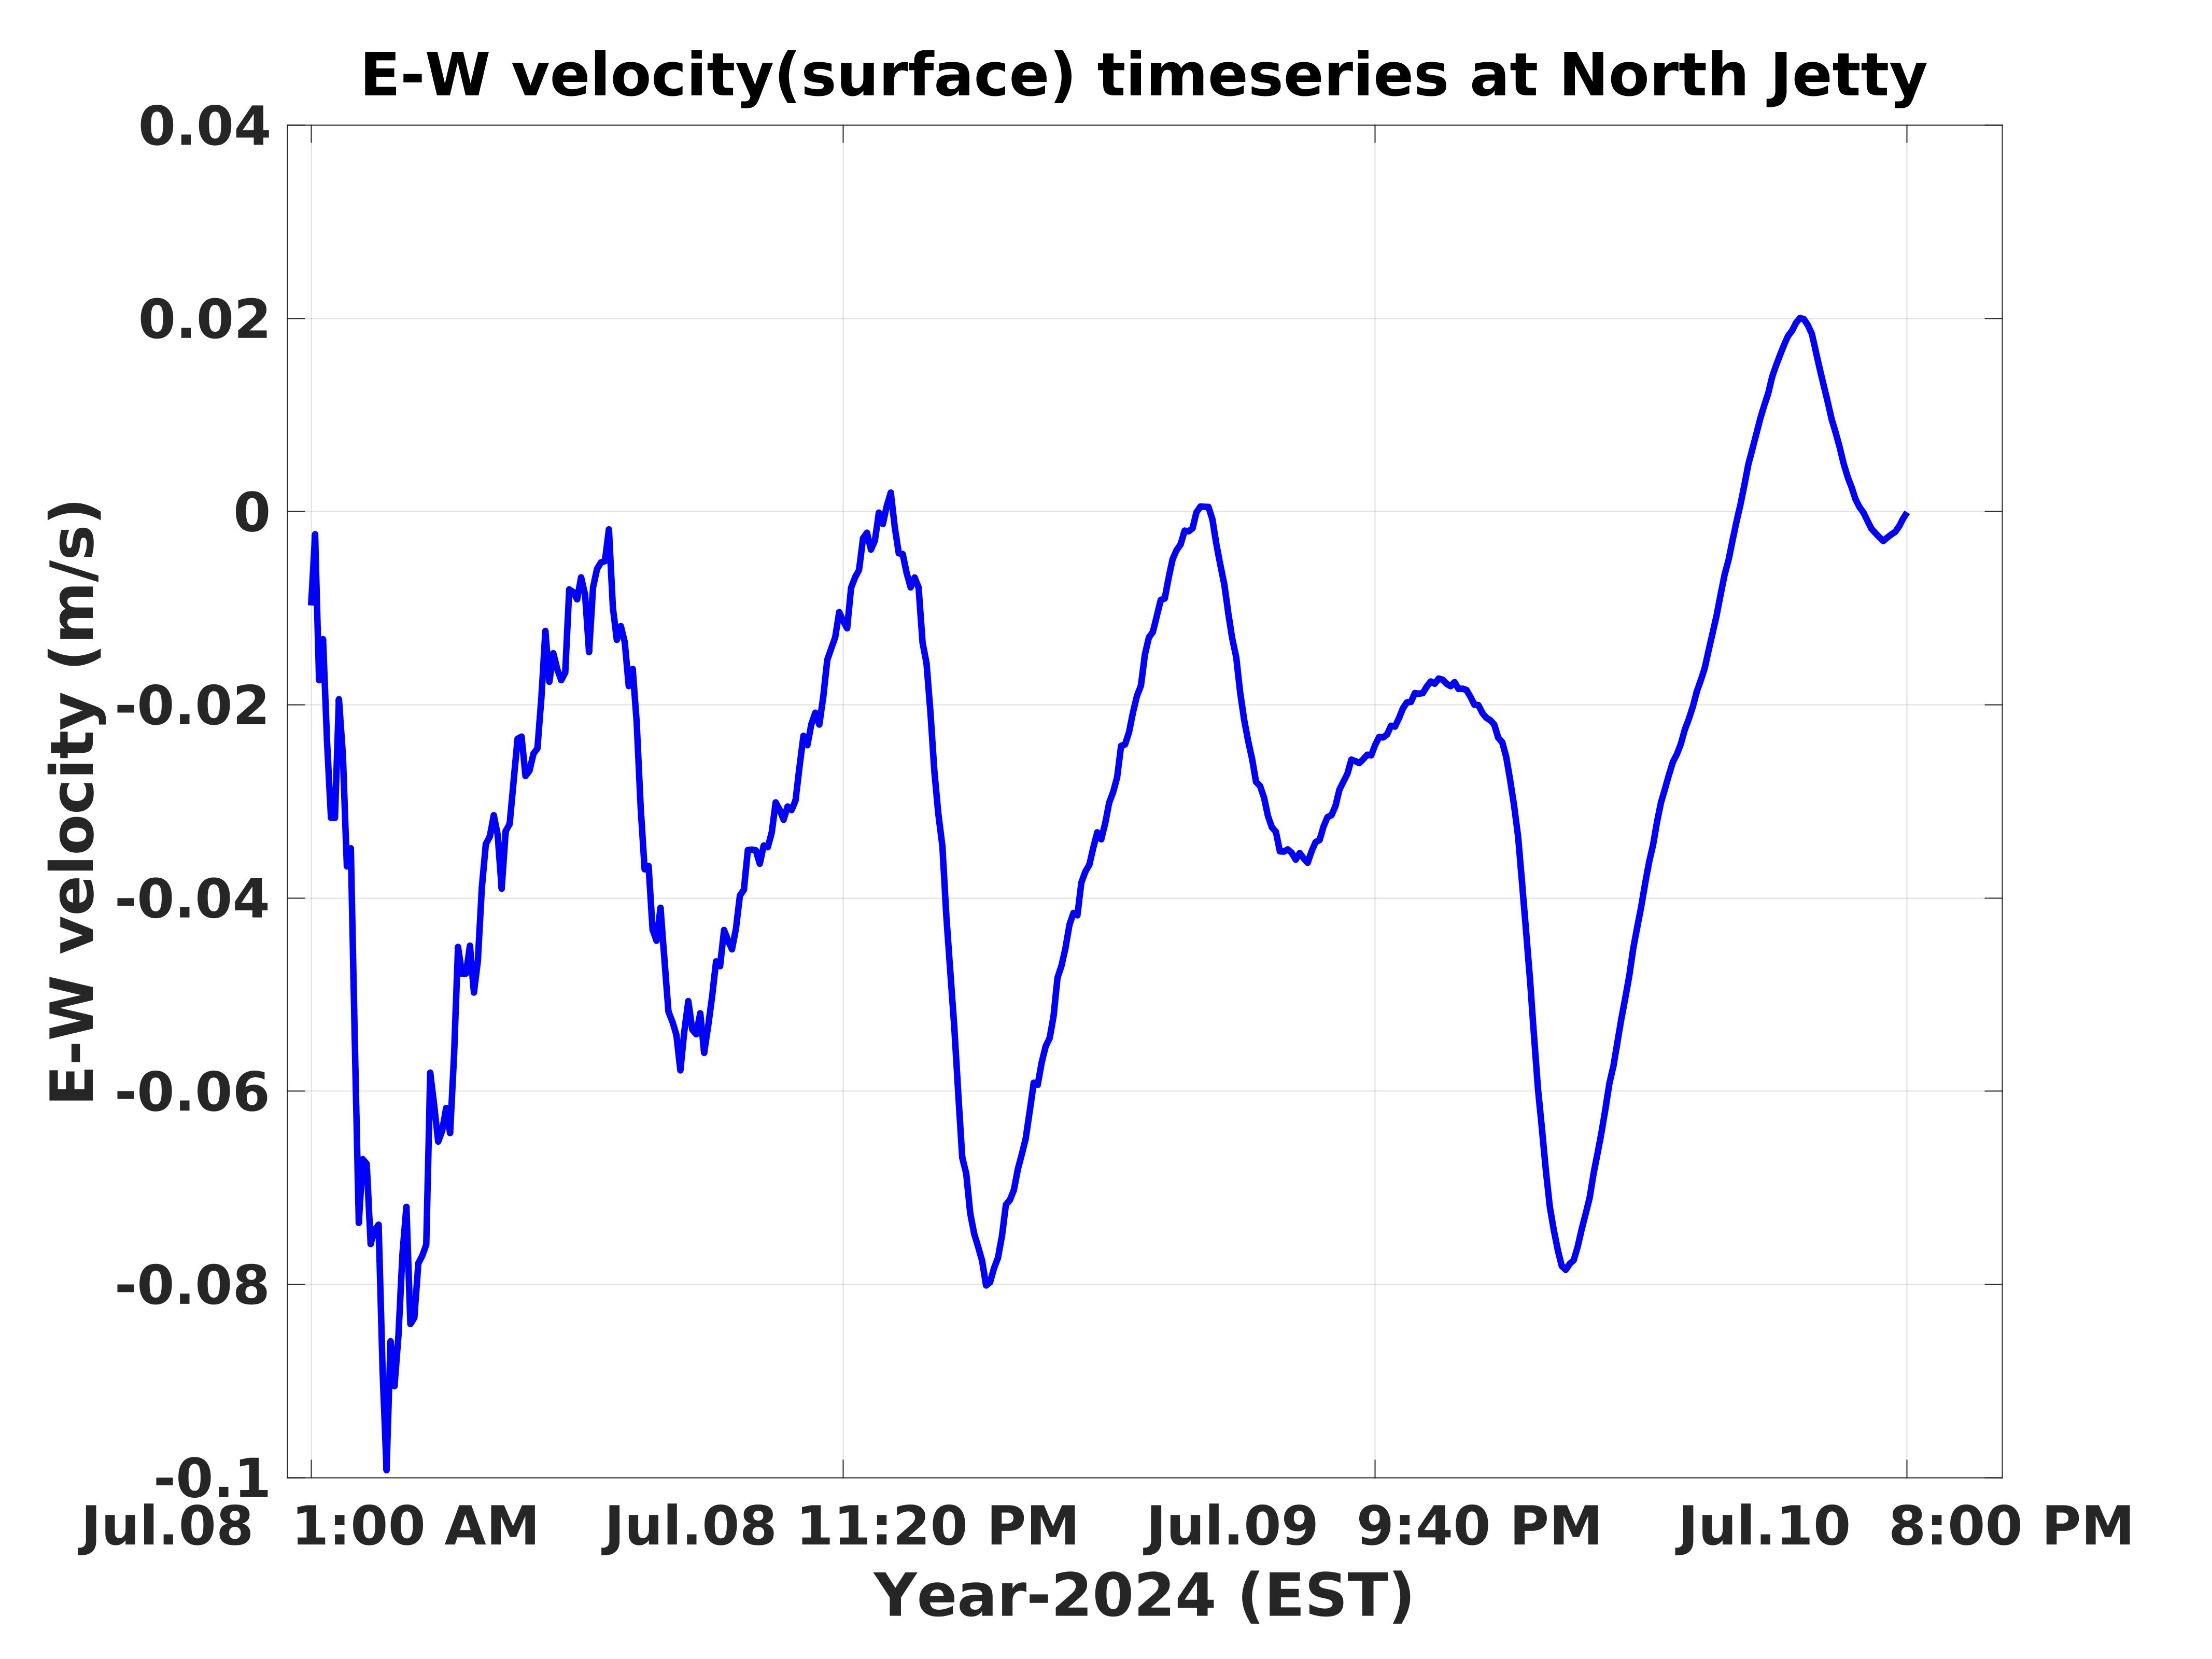 E-W velocity(surface) timeseries at North Jetty
0.04
0.02
0
-0.02
-0.04
-0.06
-0.08
-0.1
E-W velocity (m/s)
Jul.08 1:00 AM Jul.08 11:20 PM Jul.09 9:40 PM Jul.10 8:00 PM
Year-2024 (EST)